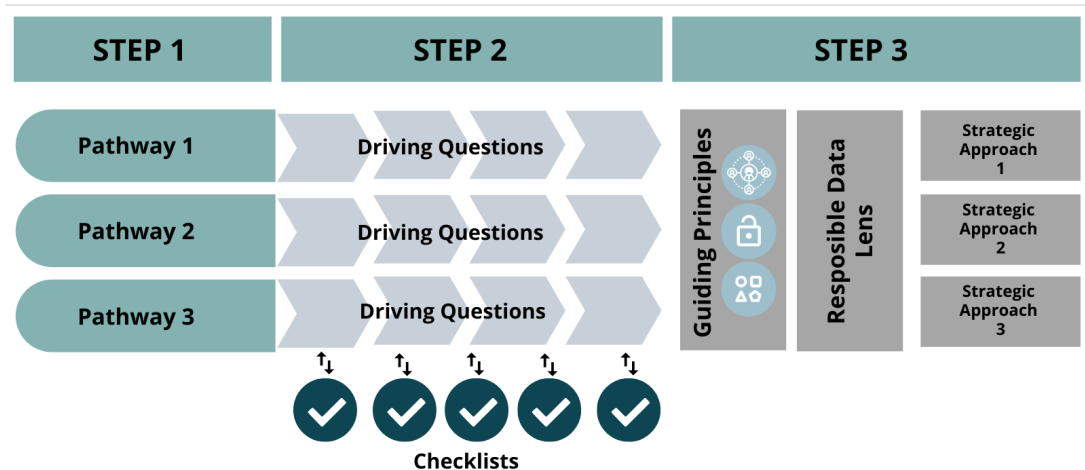 STEP 1
STEP 2
STEP 3
Pathway 1
Driving Questions
Pathway 2
Driving Questions
Pathway 3
Driving Questions
Checklists
Guiding Principles
Resposible Data
Lens
Strategic
Approach
1
Strategic
Approach
2
Strategic
Approach
3